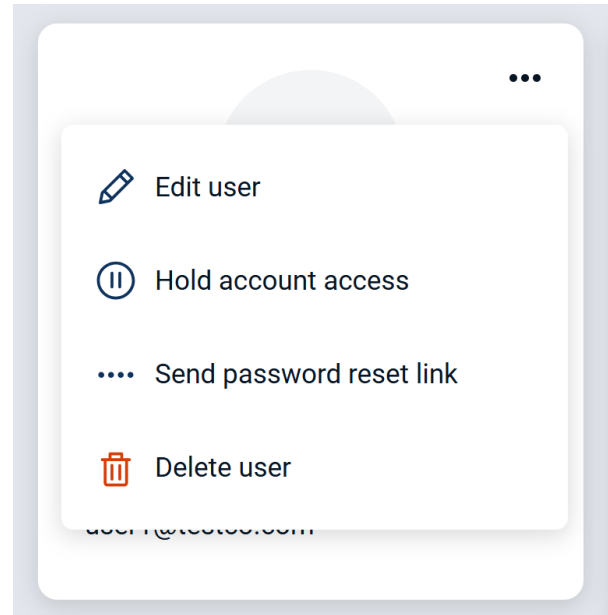 Edit user
Hold account access
Send password reset link
Delete user